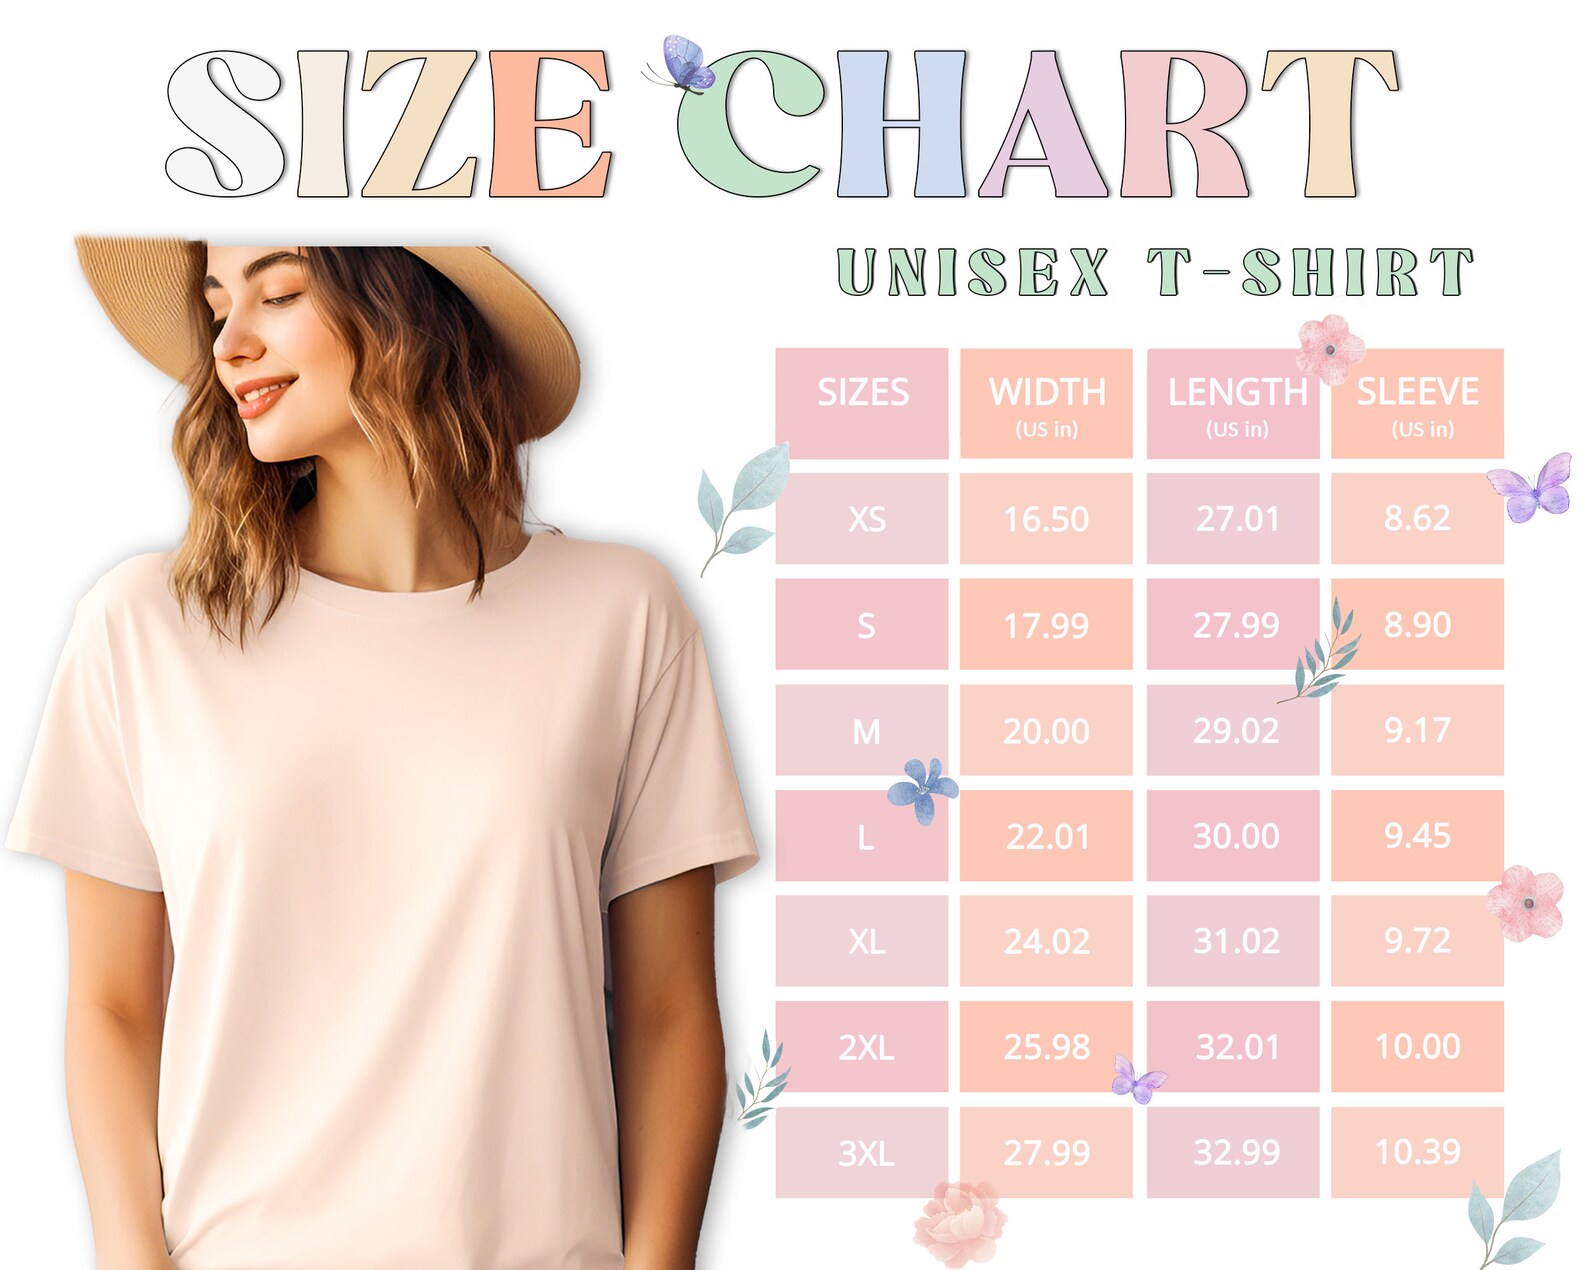 SIZE CHART
UNISEX T-SHIRT
SIZES WIDTH LENGTH SLEEVE
(US in) (US in) (US in)
XS 16.50 27.01 8.62
S 17.99 27.99 8.90
M 20.00 29.02 9.17
L 22.01 30.00 9.45
XL 24.02 31.02 9.72
2XL 25.98 32.01 10.00
3XL 27.99 32.99 10.39